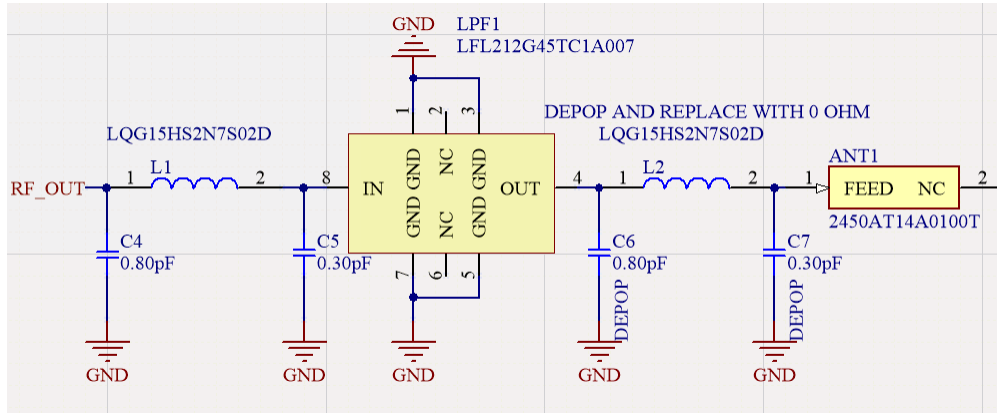 GND
LPF1
LFL212G45TC1A007
1
2
3
DEPOP AND REPLACE WITH 0 OHM
LQG15HS2N7S02D
LQG15HS2N7S02D
ANT1
RF_OUT
1
L1
2
8
IN
GND GND
NC
GND GND
OUT
4
1
L2
2
1
FEED
NC
2
2450AT14A0100T
NC
C4
0.80pF
C5
0.30pF
C6
0.80pF
C7
0.30pF
7
6
5
DEPOP
DEPOP
GND
GND
GND
GND
GND